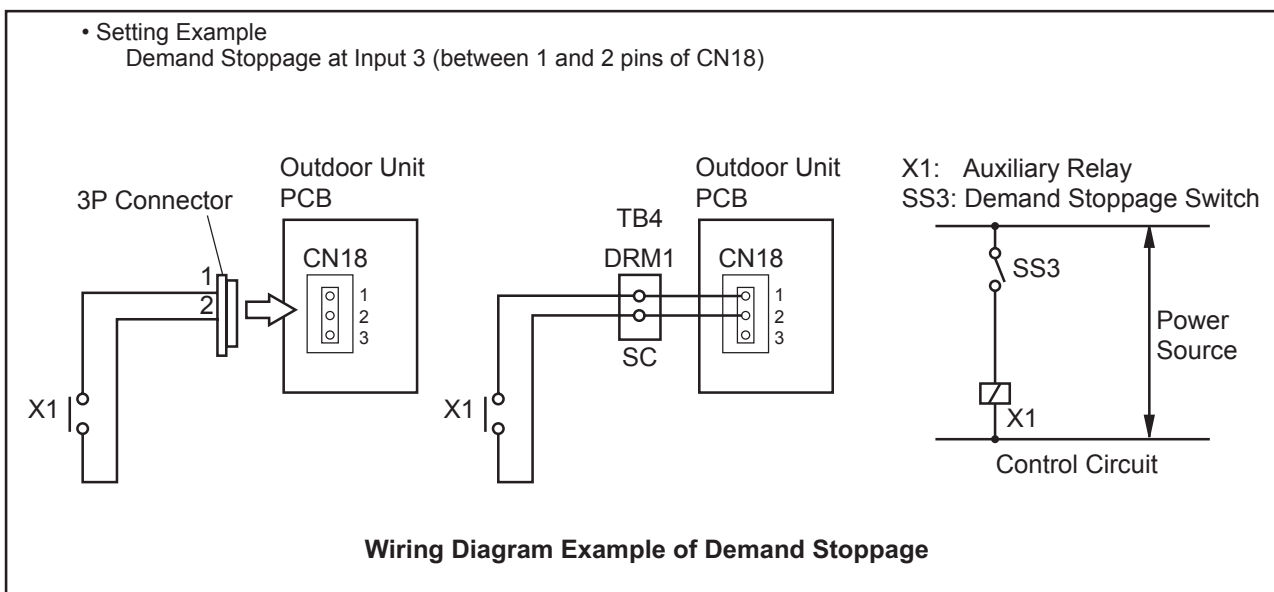 • Setting Example
Demand Stoppage at Input 3 (between 1 and 2 pins of CN18)
3P Connector
Outdoor Unit
PCB
CN18
1
2
1
2
3
X1
Outdoor Unit
PCB
TB4
DRM1
CN18
1
2
3
SC
X1
X1: Auxiliary Relay
SS3: Demand Stoppage Switch
SS3
Power
Source
X1
Control Circuit
Wiring Diagram Example of Demand Stoppage